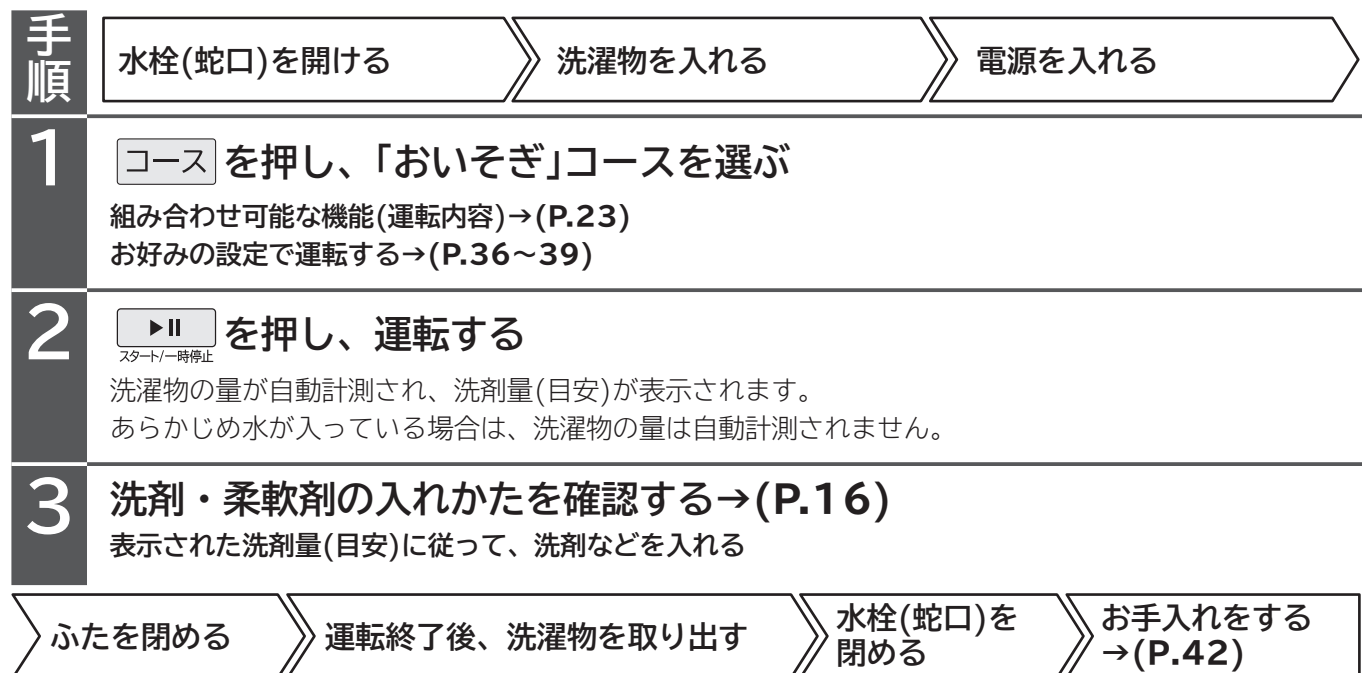 手順
水栓(蛇口)を開ける
洗濯物を入れる
電源を入れる
1
コース を押し、「おいそぎ」コースを選ぶ
組み合わせ可能な機能(運転内容)→(P.23)
お好みの設定で運転する→(P.36〜39)
2
を押し、運転する
スタート/一時停止
洗濯物の量が自動計測され、洗剤量(目安)が表示されます。
あらかじめ水が入っている場合は、洗濯物の量は自動計測されません。
3
洗剤・柔軟剤の入れかたを確認する→(P.16)
表示された洗剤量(目安)に従って、洗剤などを入れる
ふたを閉める
運転終了後、洗濯物を取り出す
水栓(蛇口)を
閉める
お手入れをする
→(P.42)